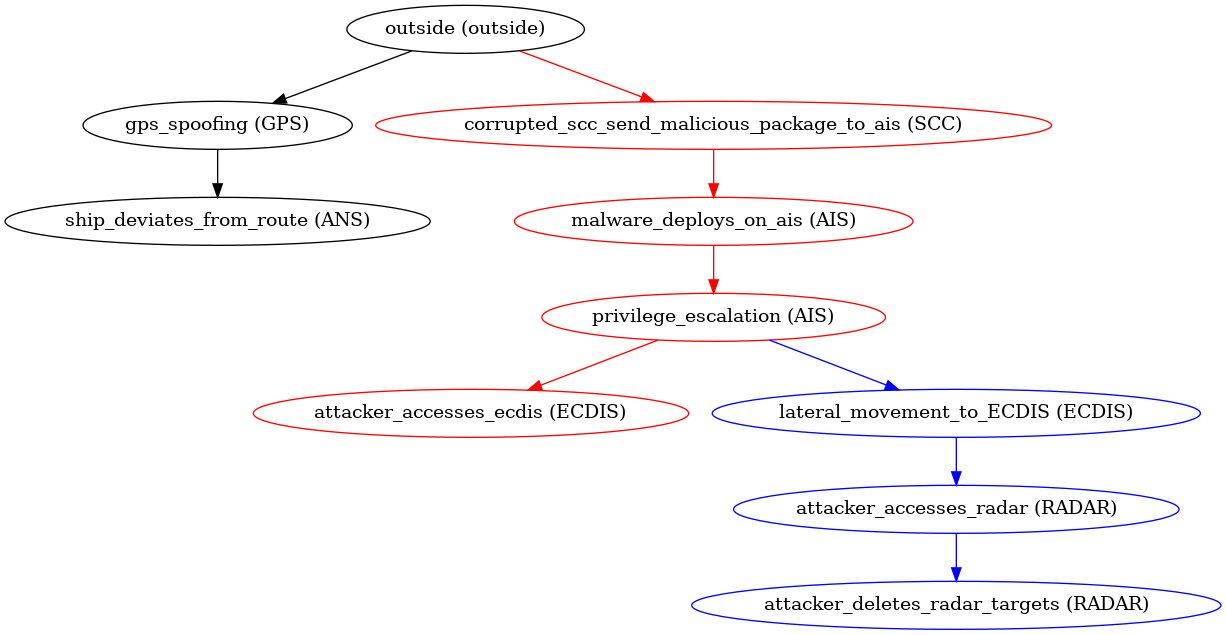 outside (outside)
gps_spoofing (GPS)
corrupted_scc_send_malicious_package_to_ais (SCC)
ship_deviates_from_route (ANS)
malware_deploys_on_ais (AIS)
privilege_escalation (AIS)
attacker_accesses_ecdis (ECDIS)
lateral_movement_to_ECDIS (ECDIS)
attacker_accesses_radar (RADAR)
attacker_deletes_radar_targets (RADAR)